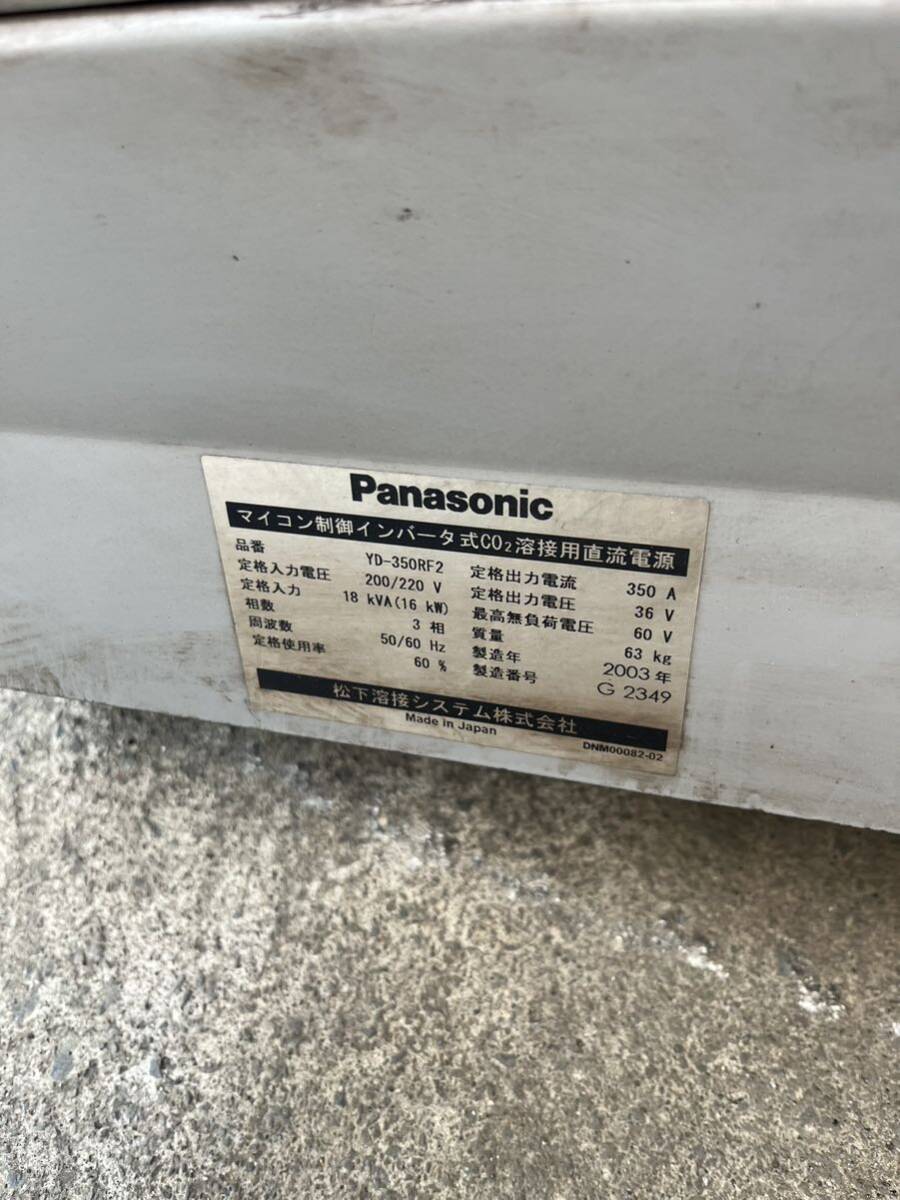 Panasonic
マイコン制御インバータ式CO₂溶接用直流電源
品番 YD-350RF2
定格入力電圧 200/220 V
定格入力 18 kVA(16 kW)
相数 3 相
周波数 50/60 Hz
定格使用率 60 %
定格出力電流 350 A
定格出力電圧 36 V
最高無負荷電圧 60 V
質量 63 kg
製造年 2003 年
製造番号 G 2349
松下溶接システム株式会社
Made in Japan
DNM00082-02